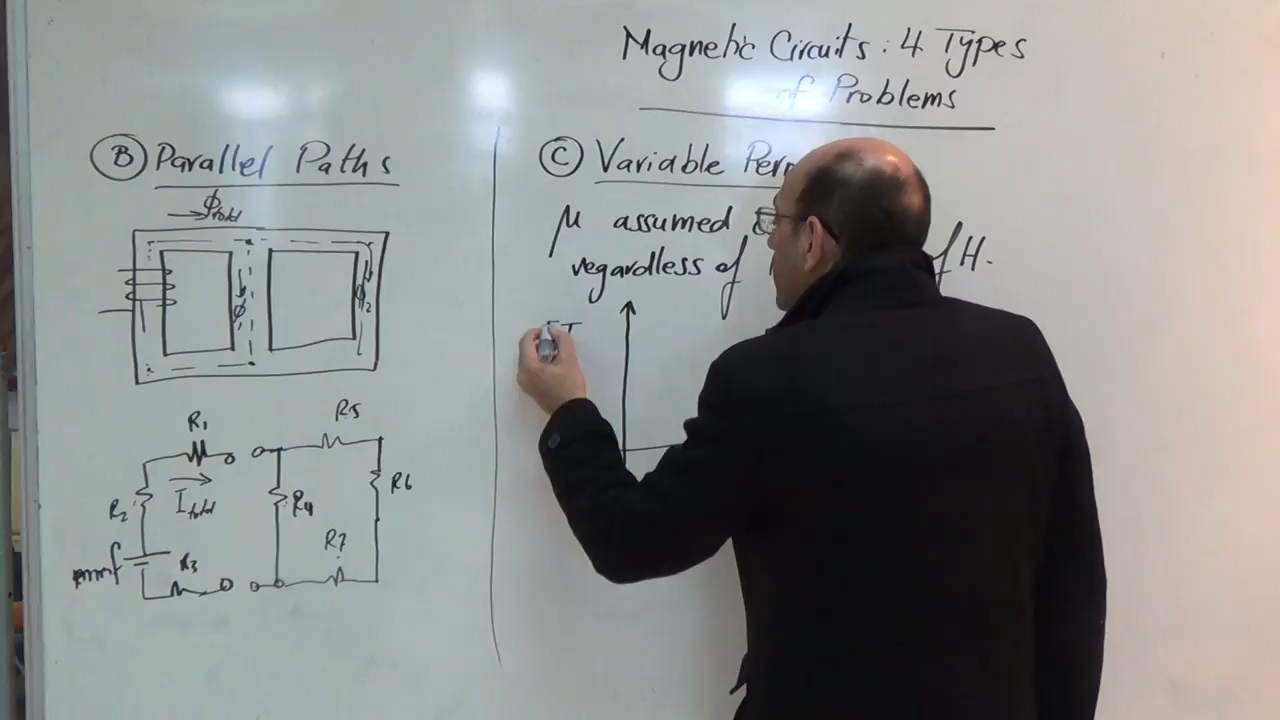 Magnetic Circuits: 4 Types
of Problems
B Parallel Paths
Φtotal
Φ
Φ2
R1
R5
R2
Itotal
R4
R6
mmf
R3
R7
C Variable
μ assumed
regardless of of H.